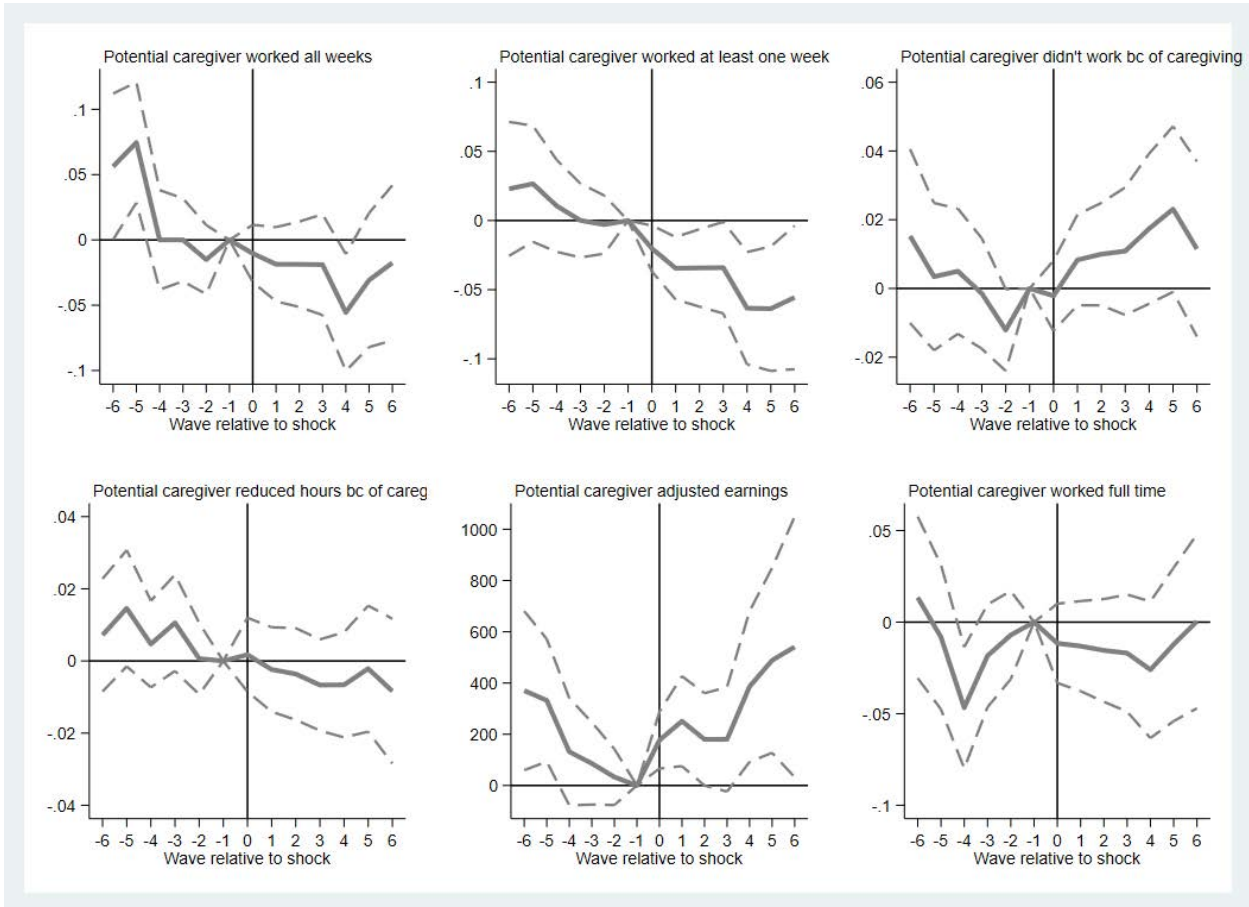 Potential caregiver worked all weeks
.1
.05
0
-.05
-.1
-6 -5 -4 -3 -2 -1 0 1 2 3 4 5 6
Wave relative to shock
Potential caregiver worked at least one week
.1
.05
0
-.05
-.1
-6 -5 -4 -3 -2 -1 0 1 2 3 4 5 6
Wave relative to shock
Potential caregiver didn't work bc of caregiving
.06
.04
.02
0
-.02
-6 -5 -4 -3 -2 -1 0 1 2 3 4 5 6
Wave relative to shock
Potential caregiver reduced hours bc of careg
.04
.02
0
-.02
-.04
-6 -5 -4 -3 -2 -1 0 1 2 3 4 5 6
Wave relative to shock
Potential caregiver adjusted earnings
1000
800
600
400
200
0
-6 -5 -4 -3 -2 -1 0 1 2 3 4 5 6
Wave relative to shock
Potential caregiver worked full time
.05
0
-.05
-.1
-6 -5 -4 -3 -2 -1 0 1 2 3 4 5 6
Wave relative to shock